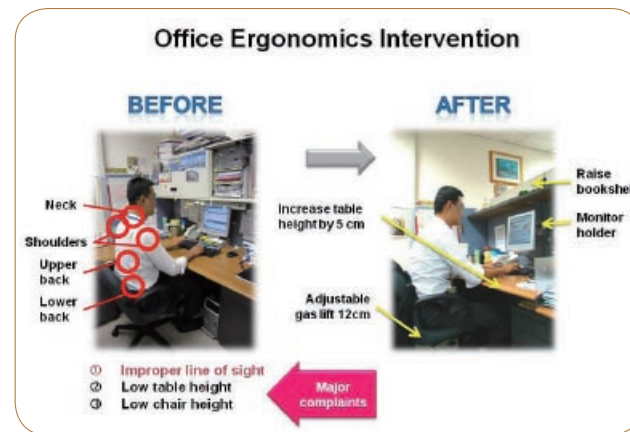 Office Ergonomics Intervention
BEFORE
AFTER
Neck
Shoulders
Upper
back
Lower
back
Increase table
height by 5 cm
Adjustable
gas lift 12cm
Raise
bookshel
Monitor
holder
① Improper line of sight
② Low table height
③ Low chair height
Major
complaints